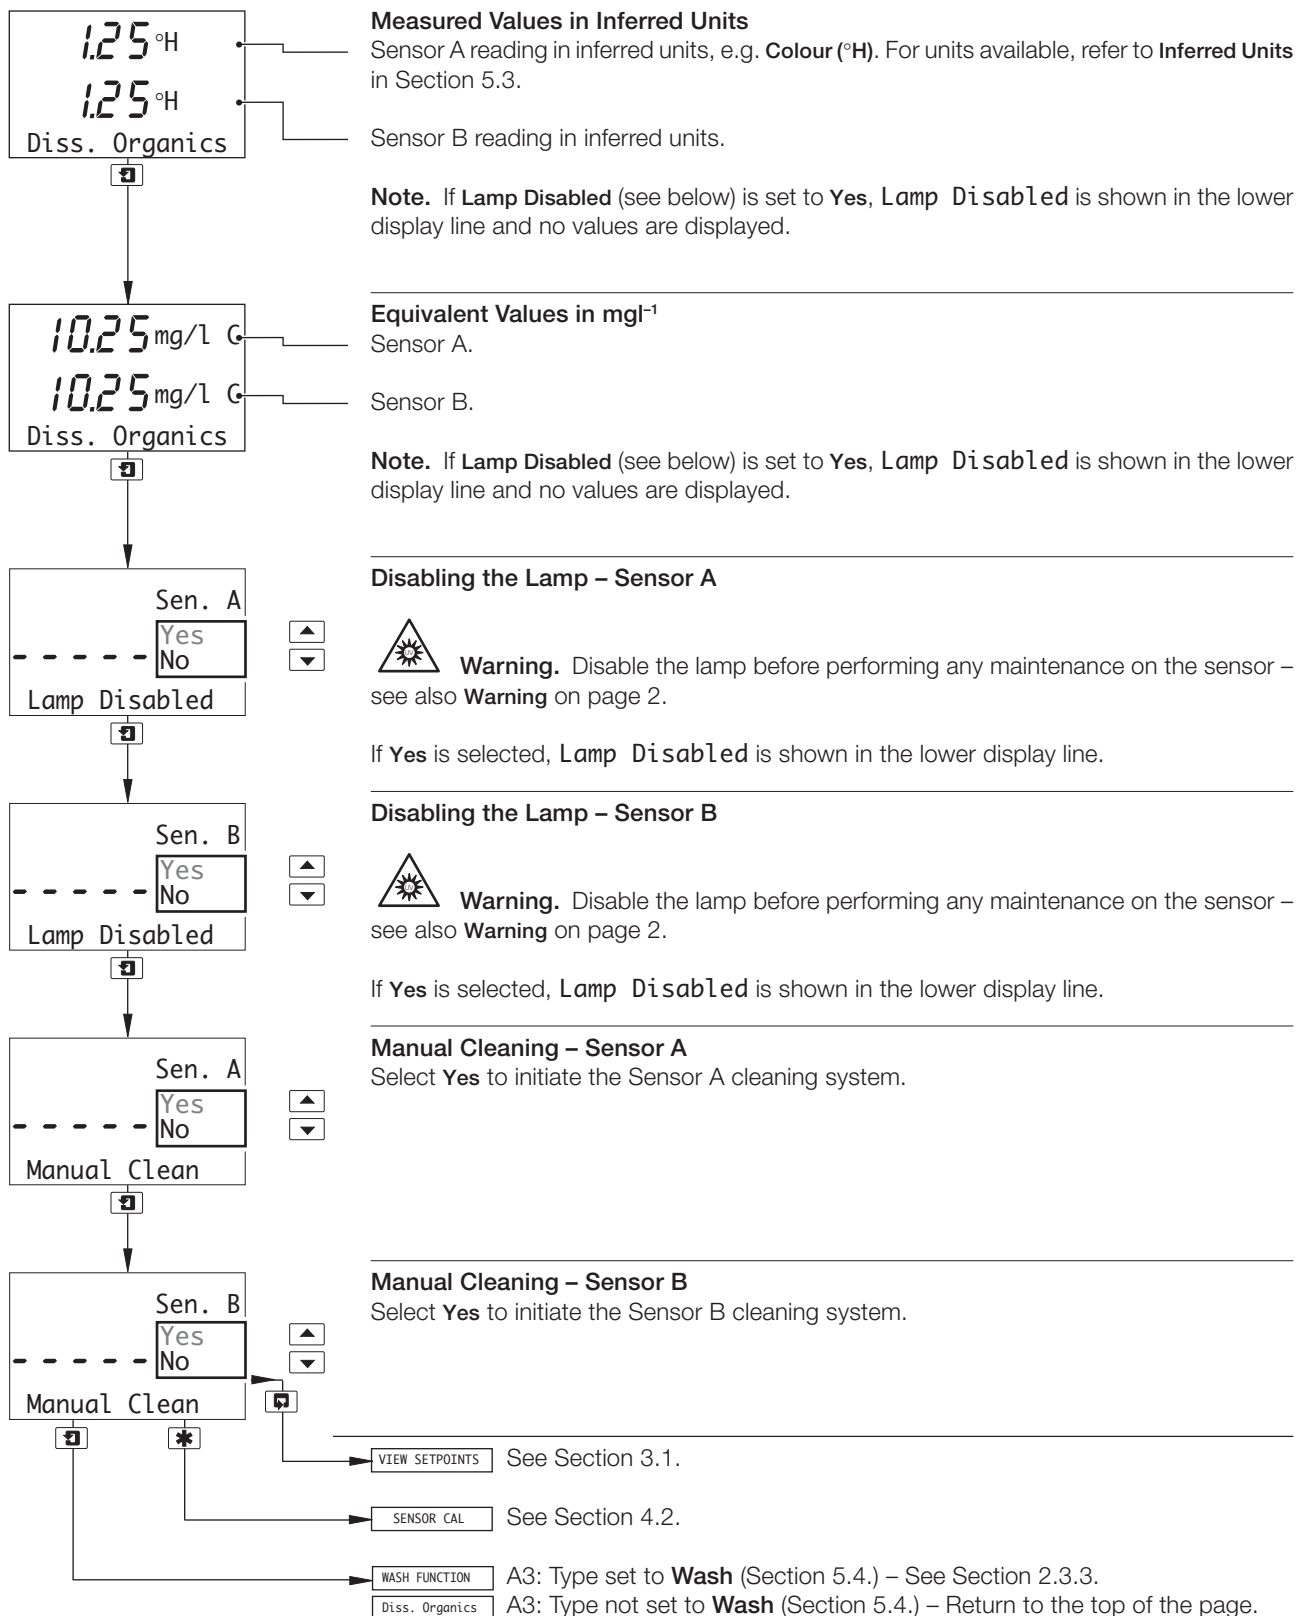 1.25 °H
1.25 °H
Diss. Organics
Measured Values in Inferred Units
Sensor A reading in inferred units, e.g. Colour (°H). For units available, refer to Inferred Units
in Section 5.3.
Sensor B reading in inferred units.
Note. If Lamp Disabled (see below) is set to Yes, Lamp Disabled is shown in the lower
display line and no values are displayed.
10.25 mg/l C
10.25 mg/l C
Diss. Organics
Equivalent Values in mgl⁻¹
Sensor A.
Sensor B.
Note. If Lamp Disabled (see below) is set to Yes, Lamp Disabled is shown in the lower
display line and no values are displayed.
Sen. A
Yes
- - - - - No
Lamp Disabled
Disabling the Lamp – Sensor A
UV
Warning. Disable the lamp before performing any maintenance on the sensor –
see also Warning on page 2.
If Yes is selected, Lamp Disabled is shown in the lower display line.
Sen. B
Yes
- - - - - No
Lamp Disabled
Disabling the Lamp – Sensor B
UV
Warning. Disable the lamp before performing any maintenance on the sensor –
see also Warning on page 2.
If Yes is selected, Lamp Disabled is shown in the lower display line.
Sen. A
Yes
- - - - - No
Manual Clean
Manual Cleaning – Sensor A
Select Yes to initiate the Sensor A cleaning system.
Sen. B
Yes
- - - - - No
Manual Clean
Manual Cleaning – Sensor B
Select Yes to initiate the Sensor B cleaning system.
VIEW SETPOINTS See Section 3.1.
SENSOR CAL See Section 4.2.
WASH FUNCTION A3: Type set to Wash (Section 5.4.) – See Section 2.3.3.
Diss. Organics A3: Type not set to Wash (Section 5.4.) – Return to the top of the page.